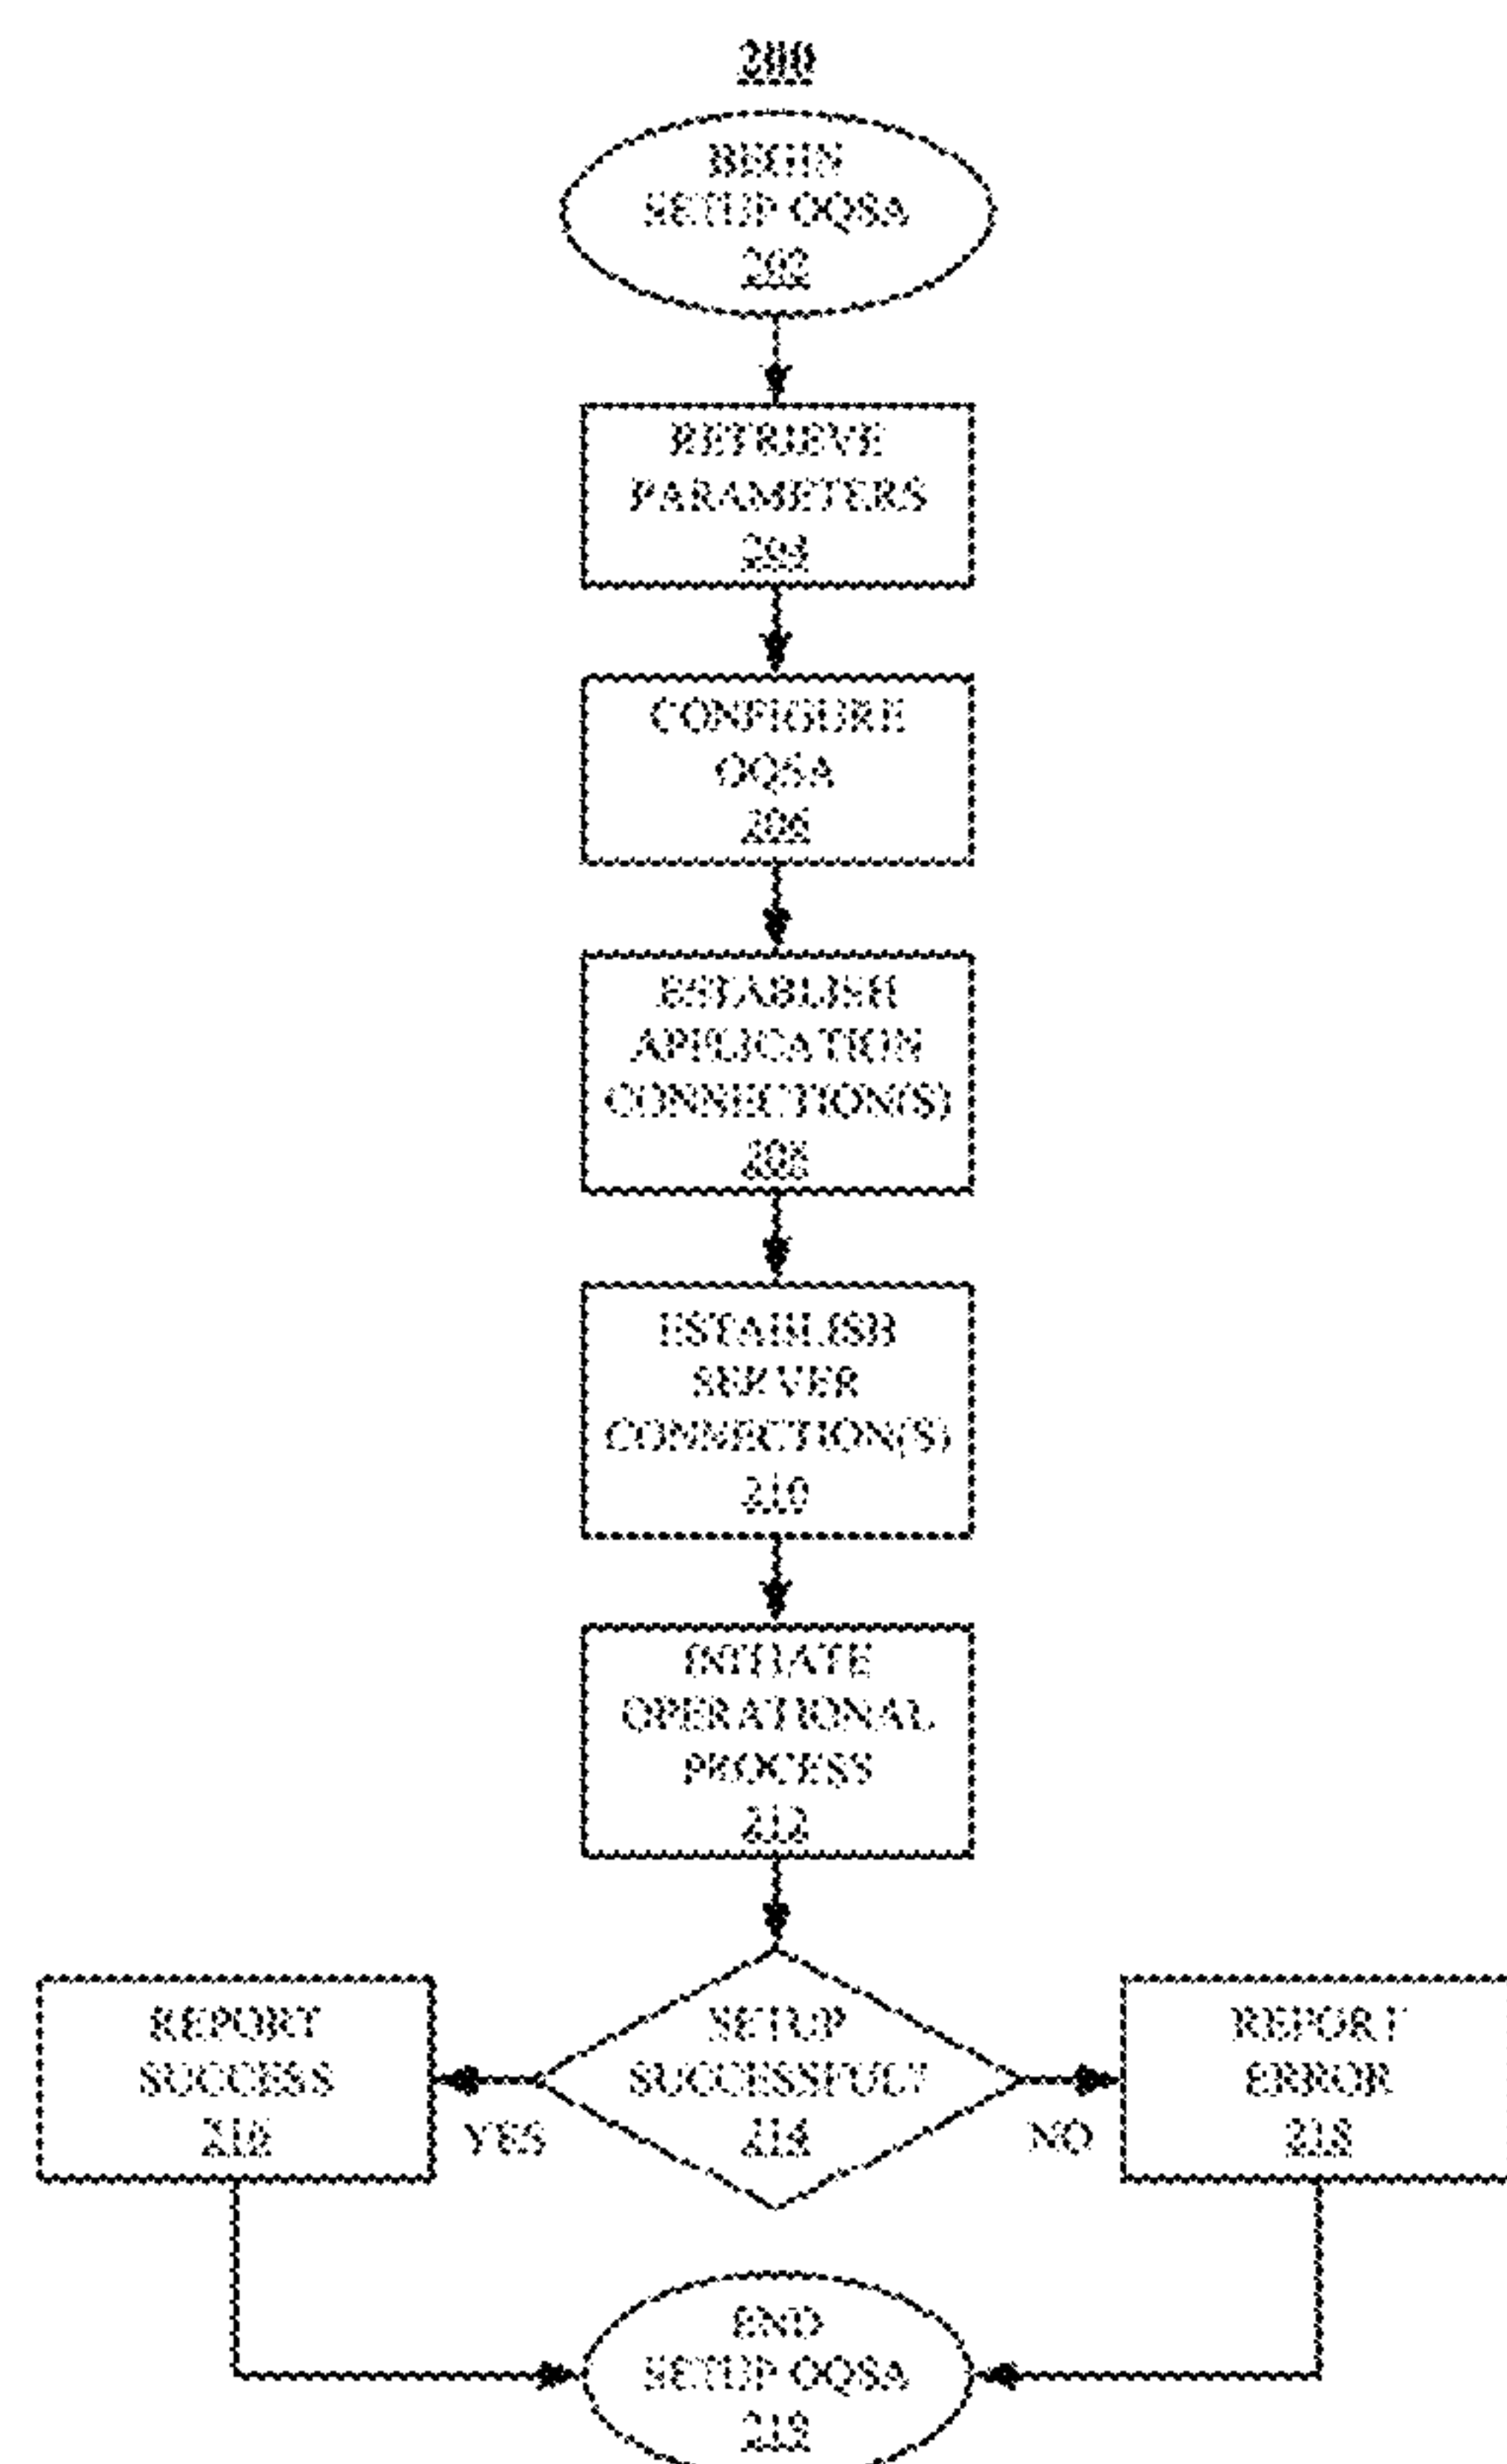 200
BEGIN
SETUP OQSA
202
RETRIEVE
PARAMETERS
204
CONFIGURE
OQSA
206
ESTABLISH
APPLICATION
CONNECTION(S)
208
ESTABLISH
SERVER
CONNECTION(S)
210
INITIATE
OPERATIONAL
PROCESS
212
SETUP
SUCCESSFUL?
214
YES
NO
REPORT
SUCCESS
216
REPORT
ERROR
218
END
SETUP OQSA